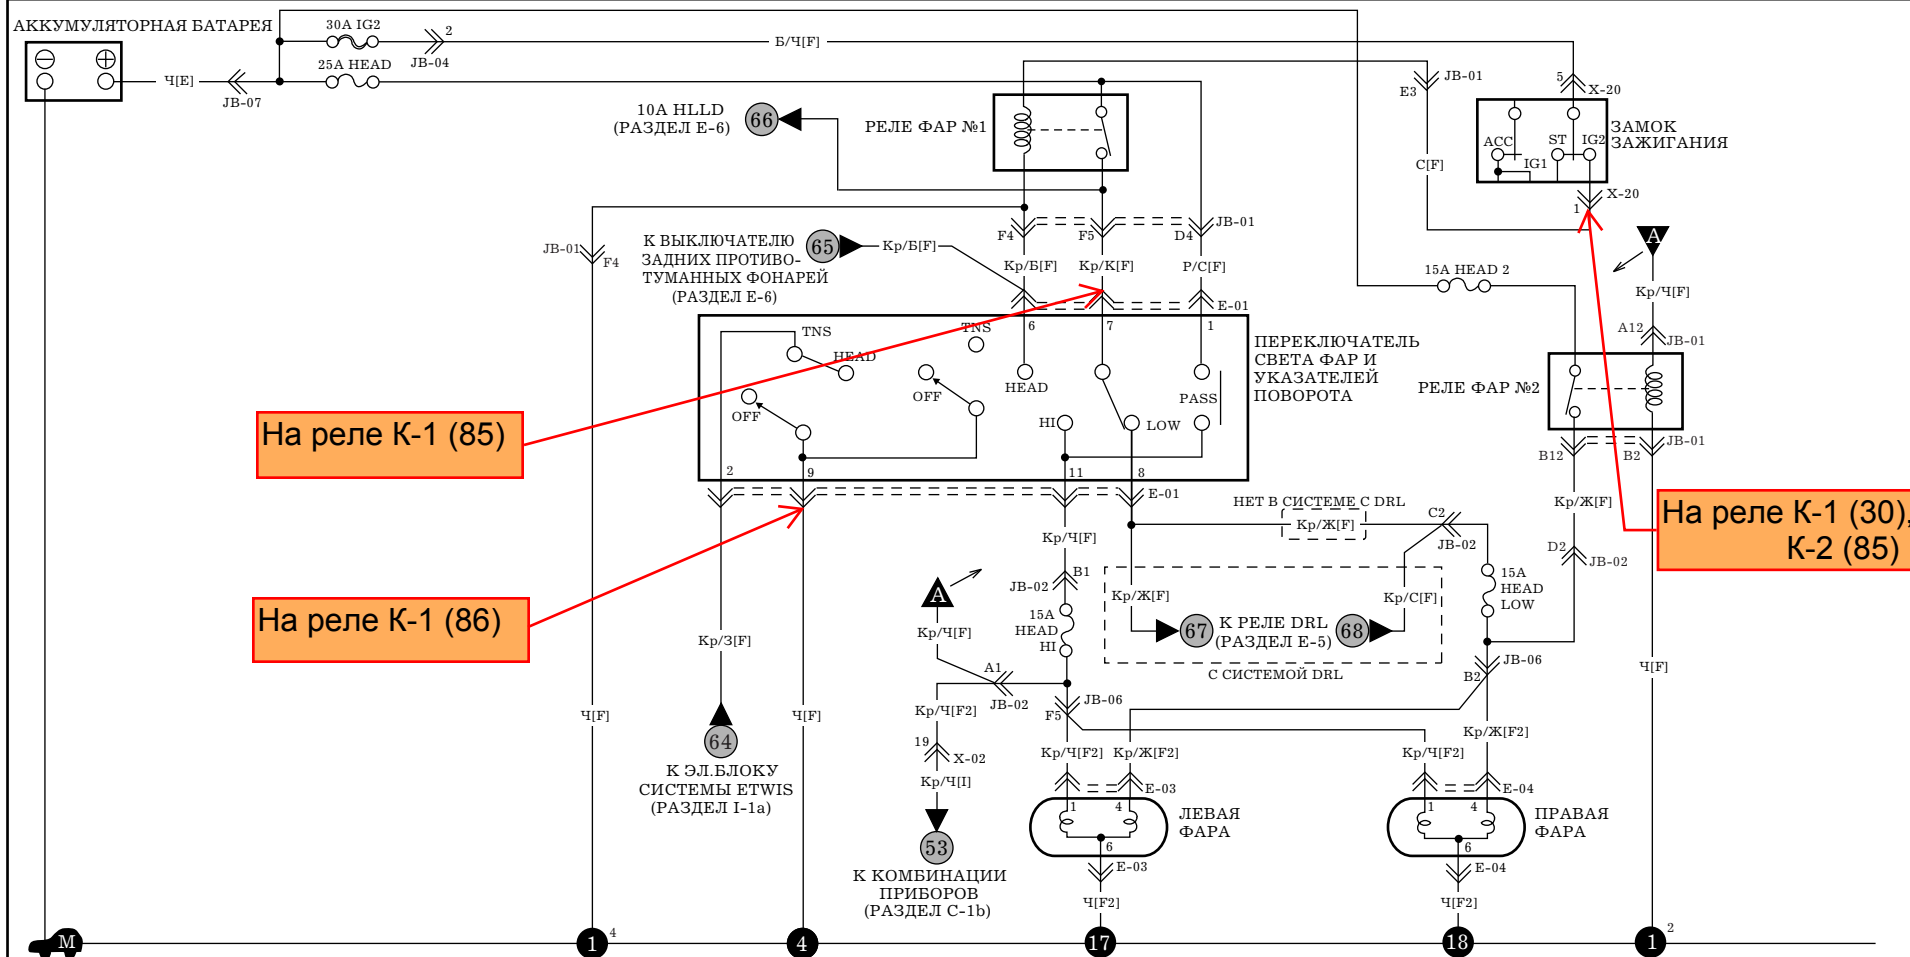 АККУМУЛЯТОРНАЯ БАТАРЕЯ
30A IG2
2
JB-04
Б/Ч[F]
25A HEAD
Ч[E]
JB-07
JB-01
E3
5
X-20
10A HLLD
(РАЗДЕЛ E-6)
66
РЕЛЕ ФАР №1
ЗАМОК
ЗАЖИГАНИЯ
ACC
ST
IG2
IG1
С[F]
X-20
1
JB-01
F4
F4
F5
D4
JB-01
К ВЫКЛЮЧАТЕЛЮ
ЗАДНИХ ПРОТИВО-
ТУМАННЫХ ФОНАРЕЙ
(РАЗДЕЛ E-6)
65
Кр/Б[F]
Кр/Б[F]
Кр/К[F]
Р/С[F]
E-01
A
15A HEAD 2
Кр/Ч[F]
A12
JB-01
TNS
HEAD
OFF
TNS
OFF
6
7
1
HEAD
HI
LOW
PASS
ПЕРЕКЛЮЧАТЕЛЬ
СВЕТА ФАР И
УКАЗАТЕЛЕЙ
ПОВОРОТА
РЕЛЕ ФАР №2
На реле К-1 (85)
2
9
11
8
E-01
B12
B2
JB-01
НЕТ В СИСТЕМЕ С DRL
Кр/Ж[F]
C2
JB-02
Кр/Ж[F]
На реле К-1 (30),
К-2 (85)
D2
JB-02
Кр/Ч[F]
JB-02
B1
15A
HEAD
HI
Кр/Ж[F]
Кр/С[F]
15A
HEAD
LOW
67
К РЕЛЕ DRL
(РАЗДЕЛ E-5)
68
С СИСТЕМОЙ DRL
На реле К-1 (86)
A
Кр/З[F]
Кр/Ч[F]
A1
JB-02
JB-06
F5
JB-06
B2
Ч[F]
Ч[F]
Ч[F]
64
К ЭЛ.БЛОКУ
СИСТЕМЫ ETWIS
(РАЗДЕЛ I-1a)
Кр/Ч[F2]
19
X-02
Кр/Ч[I]
53
К КОМБИНАЦИИ
ПРИБОРОВ
(РАЗДЕЛ C-1b)
Кр/Ч[F2]
Кр/Ж[F2]
Кр/Ч[F2]
Кр/Ж[F2]
E-03
1
4
6
ЛЕВАЯ
ФАРА
E-03
Ч[F2]
E-04
1
4
6
ПРАВАЯ
ФАРА
E-04
Ч[F2]
M
1
4
4
17
18
1
2